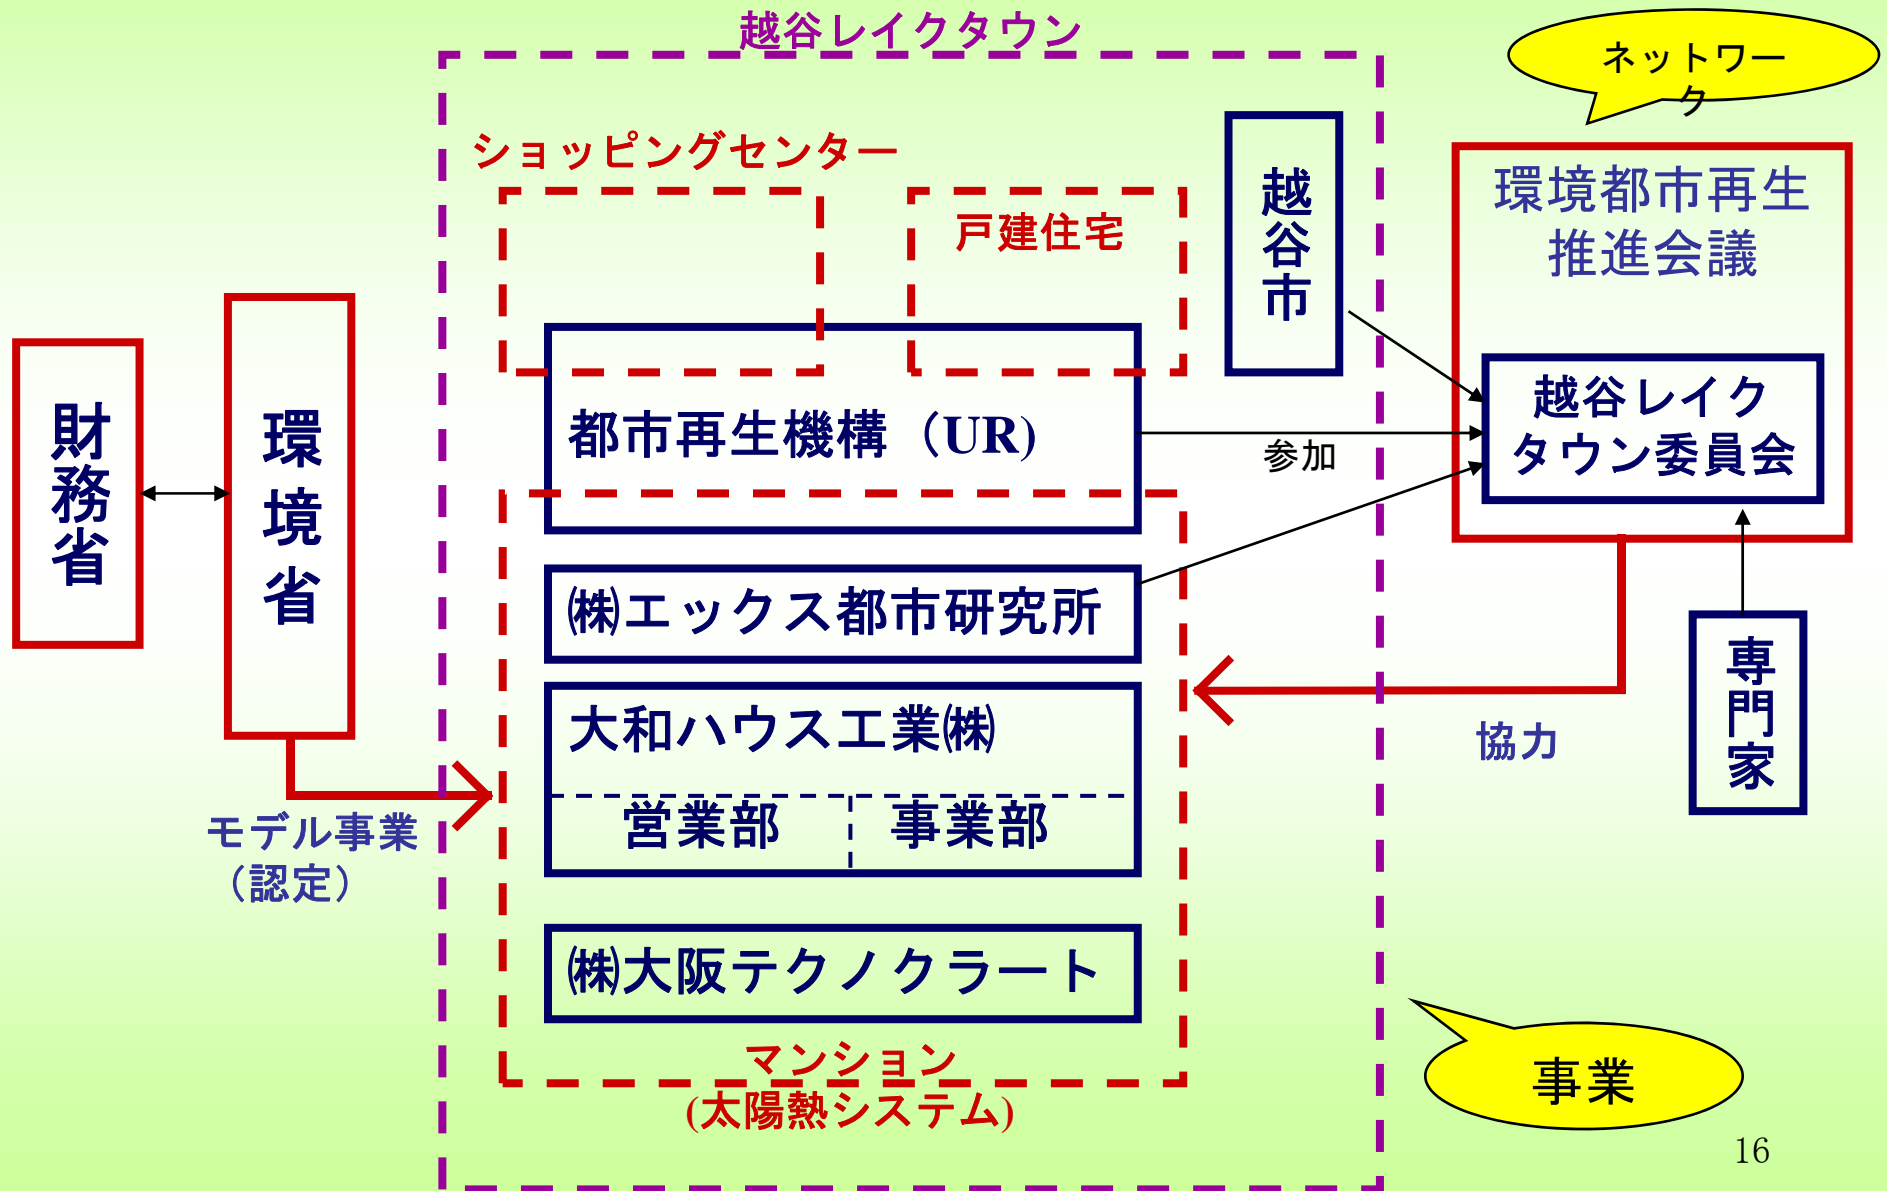 越谷レイクタウン
ネットワー
ク
ショッピングセンター
戸建住宅
越谷市
環境都市再生
推進会議
財務省
環境省
都市再生機構（UR)
参加
越谷レイク
タウン委員会
㈱エックス都市研究所
大和ハウス工業㈱
営業部
事業部
専門家
協力
モデル事業
（認定）
㈱大阪テクノクラート
マンション
(太陽熱システム)
事業
16